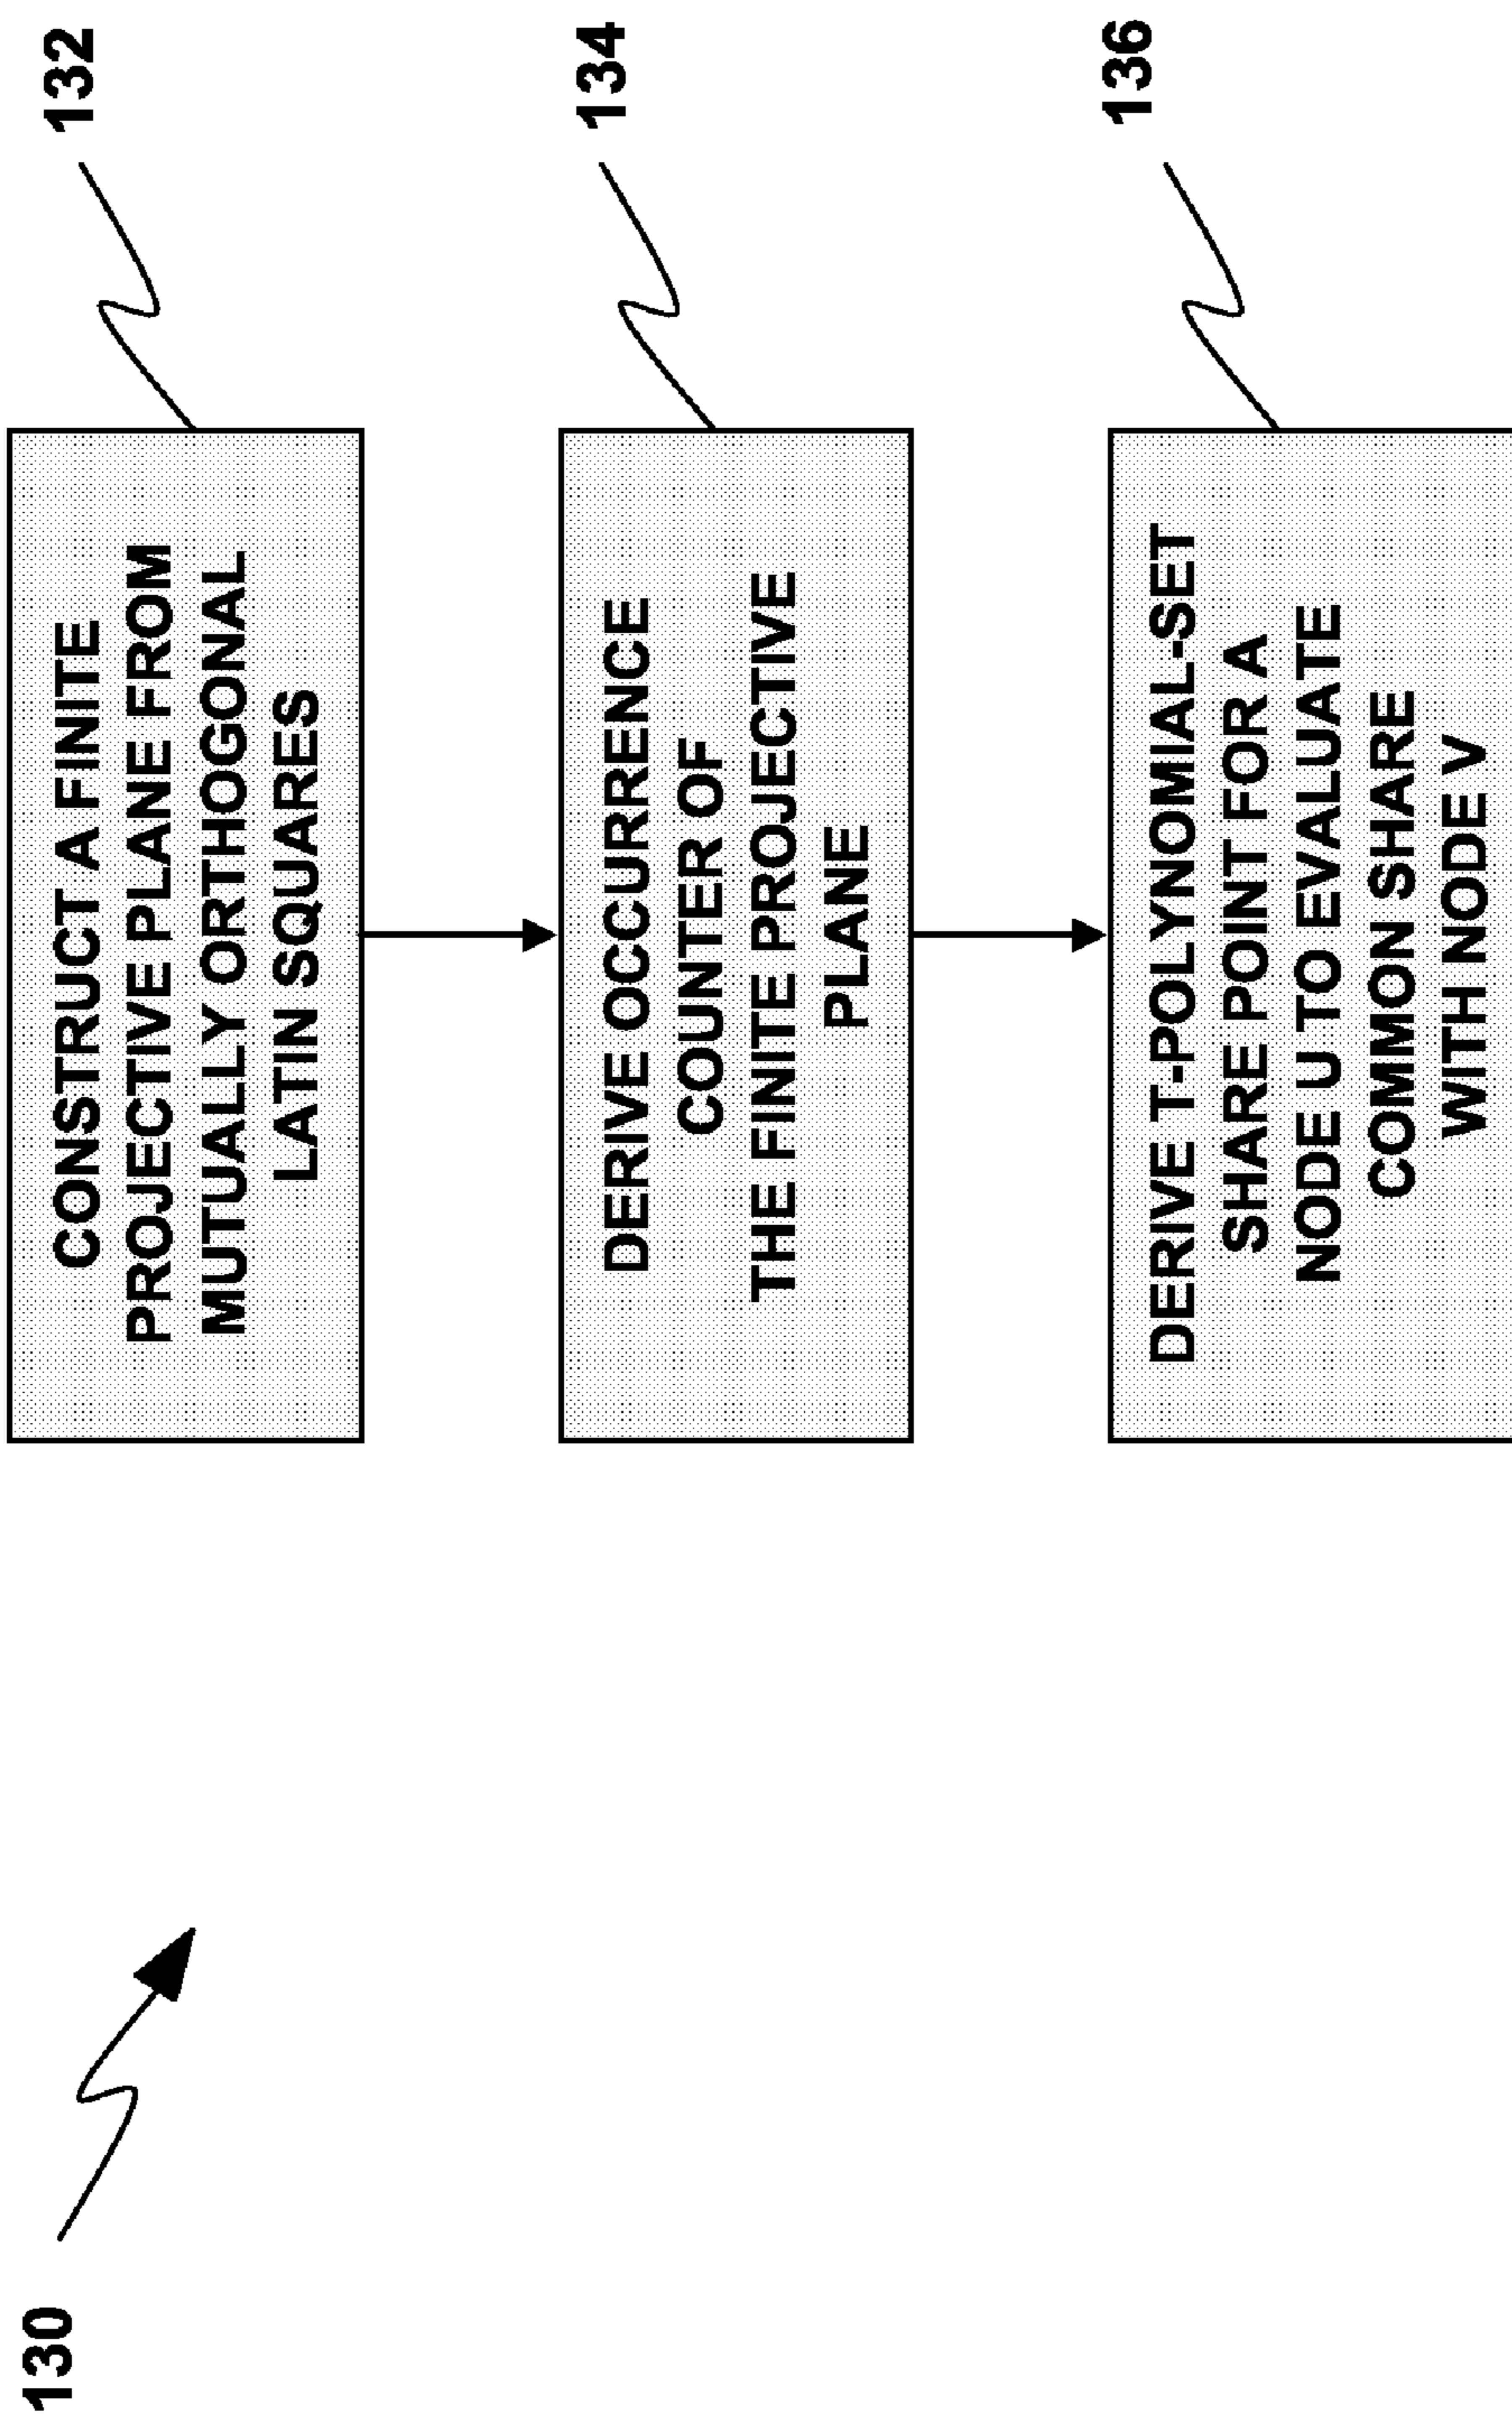 130
132
CONSTRUCT A FINITE
PROJECTIVE PLANE FROM
MUTUALLY ORTHOGONAL
LATIN SQUARES
134
DERIVE OCCURRENCE
COUNTER OF
THE FINITE PROJECTIVE
PLANE
136
DERIVE T-POLYNOMIAL-SET
SHARE POINT FOR A
NODE U TO EVALUATE
COMMON SHARE
WITH NODE V